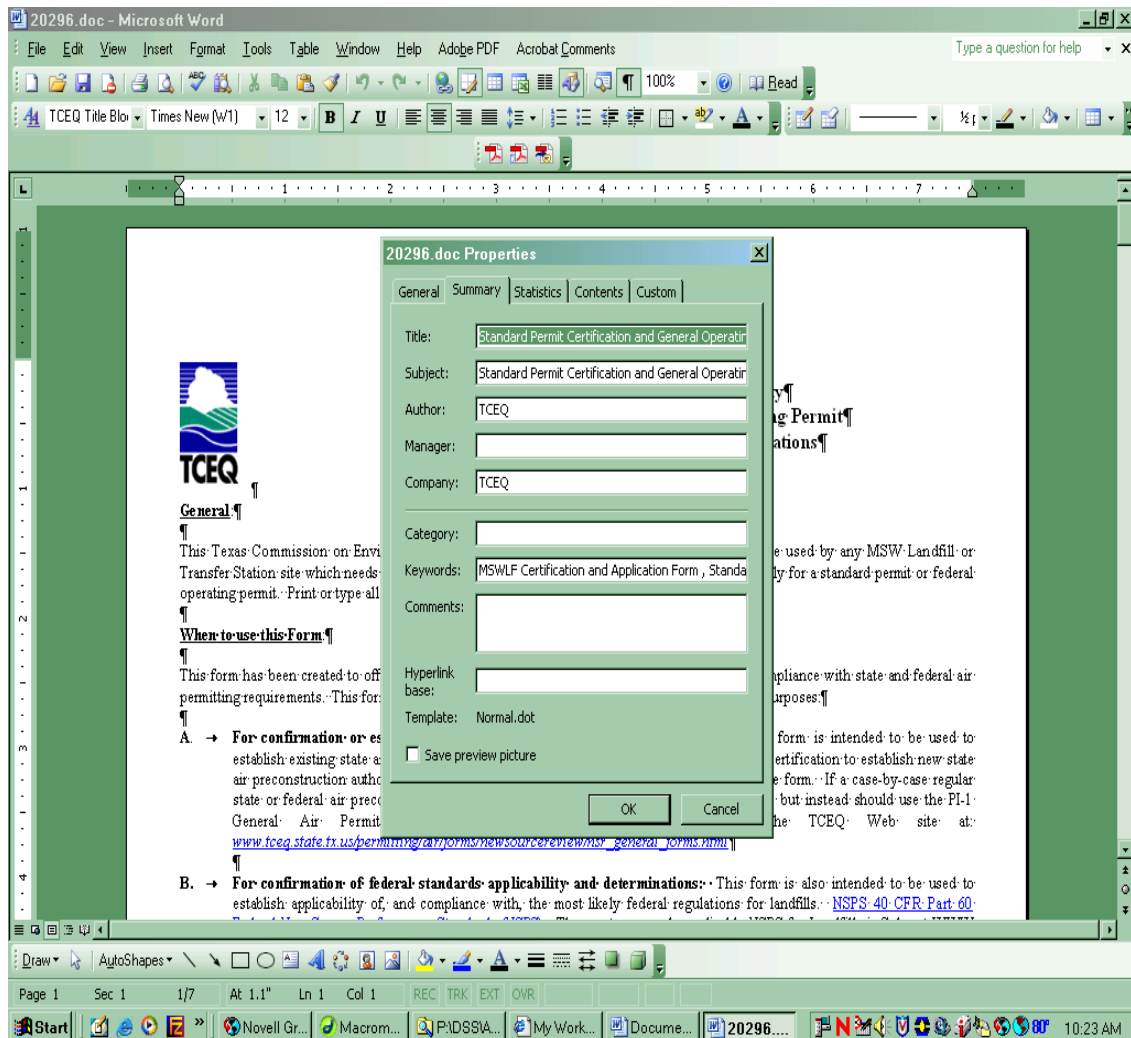 20296.doc - Microsoft Word
File Edit View Insert Format Tools Table Window Help Adobe PDF Acrobat Comments Type a question for help
100% Read
TCEQ Title Blo Times New (W1) 12 B I U A ½
1 2 3 4 5 6 7
20296.doc Properties
General Summary Statistics Contents Custom
Title: Standard Permit Certification and General Operatin
Subject: Standard Permit Certification and General Operatin
Author: TCEQ
Manager:
Company: TCEQ
Category:
Keywords: MSWLF Certification and Application Form , Standa
Comments:
Hyperlink
base:
Template: Normal.dot
Save preview picture
OK Cancel
y¶
ng Permit¶
ations¶
TCEQ ¶
General:¶
¶
This Texas Commission on Envi e used by any MSW Landfill or
Transfer Station site which needs ly for a standard permit or federal
operating permit. Print or type all
¶
When to use this Form:¶
¶
This form has been created to off pliance with state and federal air
permitting requirements. This for urposes:¶
¶
A. → For confirmation or es form is intended to be used to
establish existing state a ertification to establish new state
air preconstruction autho e form. If a case-by-case regular
state or federal air preco but instead should use the PI-1
General Air Permit he TCEQ Web site at:
www.tceq.state.tx.us/permitting/air/forms/newsourcereview/nsr_general_forms.html¶
¶
B. → For confirmation of federal standards applicability and determinations: This form is also intended to be used to
establish applicability of, and compliance with, the most likely federal regulations for landfills. NSPS 40 CFR Part 60
Draw AutoShapes A
Page 1 Sec 1 1/7 At 1.1" Ln 1 Col 1 REC TRK EXT OVR
Start » Novell Gr... Macrom... P:\DSS\A... My Work... Docume... 20296.... N 80° 10:23 AM